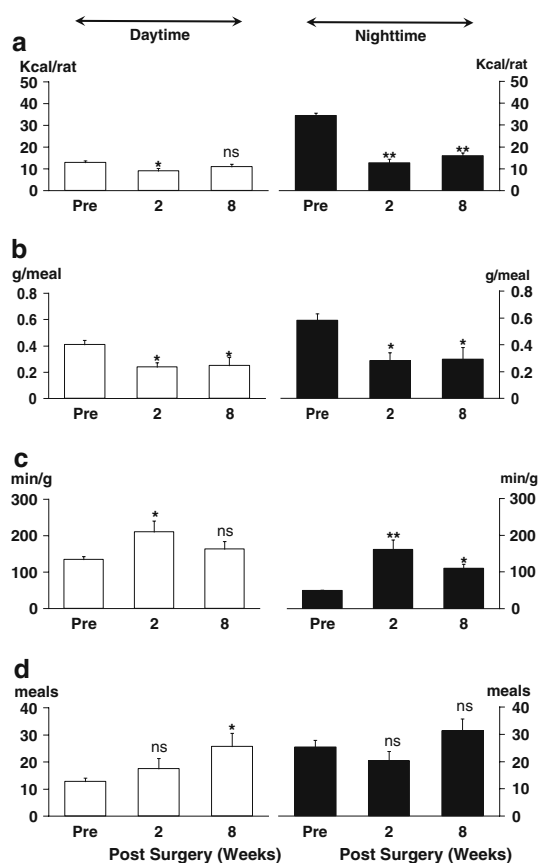 Daytime Nighttime
a
Kcal/rat Kcal/rat
50 50
40 40
30 30
ns
20 ** ** 20
10 * 10
0 0
Pre 2 8 Pre 2 8
b
g/meal g/meal
0.8 0.8
0.6 0.6
0.4 * * 0.4
* *
0.2 0.2
0 0
Pre 2 8 Pre 2 8
c
min/g min/g
300 300
* ns **
200 200
*
100 100
0 0
Pre 2 8 Pre 2 8
d
meals meals
40 ns 40
* ns
30 ns 30
20 20
10 10
0 0
Pre 2 8 Pre 2 8
Post Surgery (Weeks) Post Surgery (Weeks)